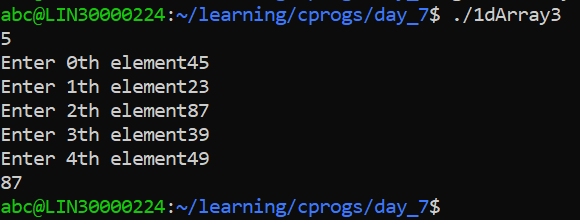 abc@LIN30000224:~/learning/cprogs/day_7$ ./1dArray3
5
Enter 0th element45
Enter 1th element23
Enter 2th element87
Enter 3th element39
Enter 4th element49
87
abc@LIN30000224:~/learning/cprogs/day_7$